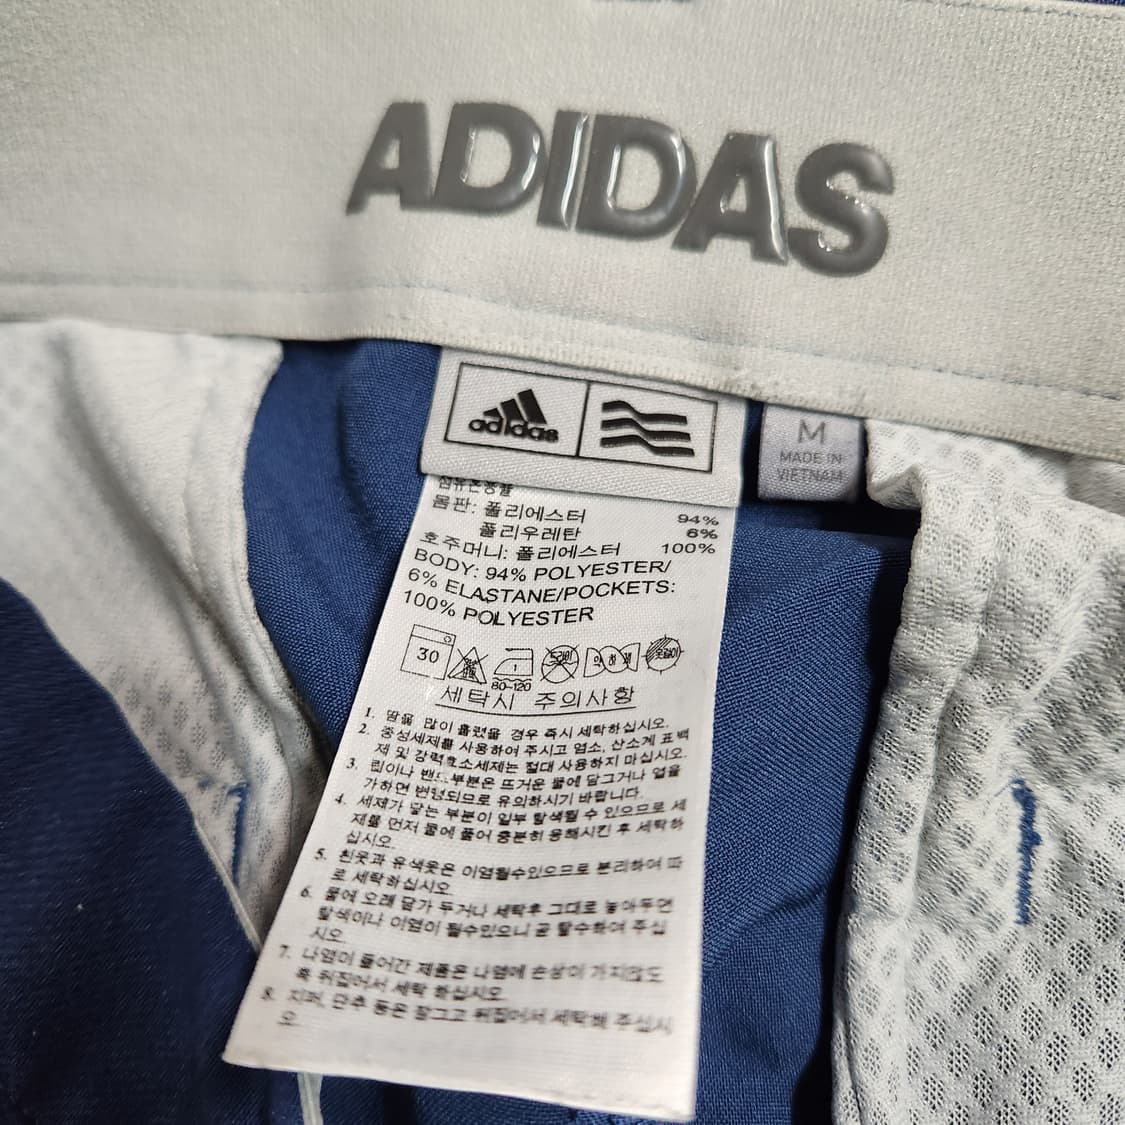 ADIDAS
adidas
M
MADE IN
VIETNAM
섬유혼용률
몸판: 폴리에스터 94%
폴리우레탄 6%
호주머니: 폴리에스터 100%
BODY: 94% POLYESTER/
6% ELASTANE/POCKETS:
100% POLYESTER
30
80-120
드라이
약하게
옷걸이
세탁시 주의사항
1. 땀을 많이 흘렸을 경우 즉시 세탁하십시오.
2. 중성세제를 사용하여 주시고 염소, 산소계 표백
제 및 강력효소세제는 절대 사용하지 마십시오.
3. 립이나 밴드 부분은 뜨거운 물에 담그거나 열을
가하면 변형되므로 유의하시기 바랍니다.
4. 세제가 닿는 부분이 일부 탈색될 수 있으므로 세
제를 먼저 물에 풀어 충분히 용해시킨 후 세탁하
십시오.
5. 흰옷과 유색옷은 이염될수있으므로 분리하여 따
로 세탁하십시오.
6. 물에 오래 담가 두거나 세탁후 그대로 놓아두면
탈색이나 이염이 될수있으니 곧 탈수하여 주십
시오.
7. 나염이 들어간 제품은 나염에 손상이 가지않도
록 뒤집어서 세탁 하십시오.
8. 지퍼, 단추 등은 잠그고 뒤집어서 세탁해 주십시
오.